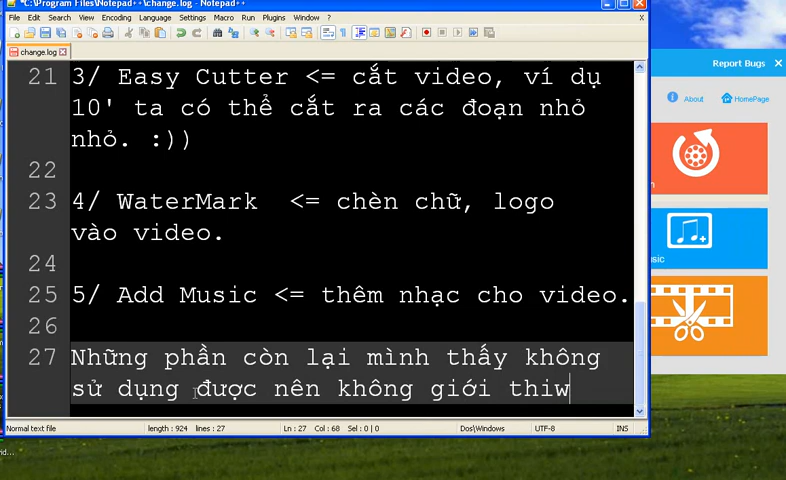 *C:\Program Files\Notepad++\change.log - Notepad++
File Edit Search View Encoding Language Settings Macro Run Plugins Window ?
X
change.log
21 3/ Easy Cutter <= cắt video, ví dụ
10' ta có thể cắt ra các đoạn nhỏ
nhỏ. :))
22
23 4/ WaterMark <= chèn chữ, logo
vào video.
24
25 5/ Add Music <= thêm nhạc cho video.
26
27 Những phần còn lại mình thấy không
sử dụng được nên không giới thiw
Normal text file length : 924 lines : 27 Ln : 27 Col : 68 Sel : 0 | 0 Dos\Windows UTF-8 INS
Report Bugs
About HomePage